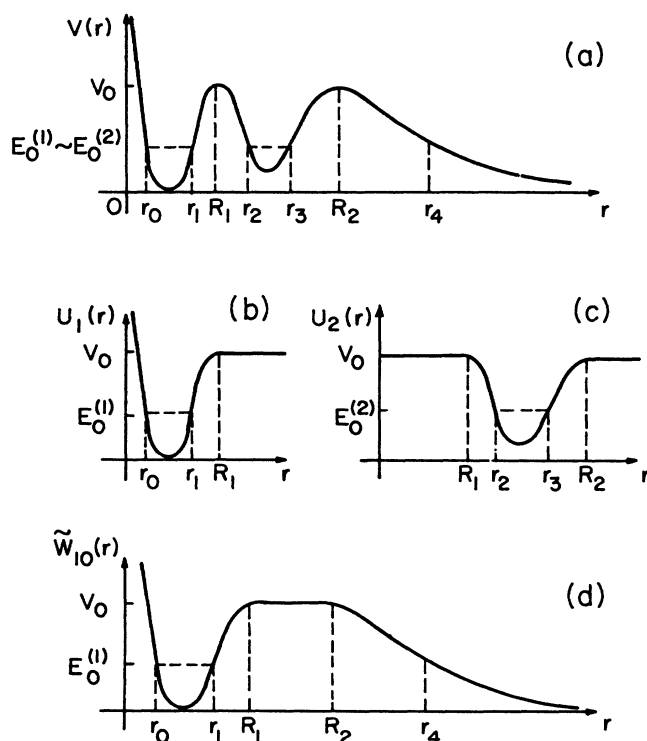 V(r)
(a)
V₀
E₀⁽¹⁾~E₀⁽²⁾
O r₀ r₁ R₁ r₂ r₃ R₂ r₄ r
U₁(r) (b) U₂(r) (c)
V₀ V₀
E₀⁽¹⁾ E₀⁽²⁾
r₀ r₁ R₁ r R₁ r₂ r₃ R₂ r
W̃₁₀(r)
V₀ (d)
E₀⁽¹⁾
r₀ r₁ R₁ R₂ r₄ r